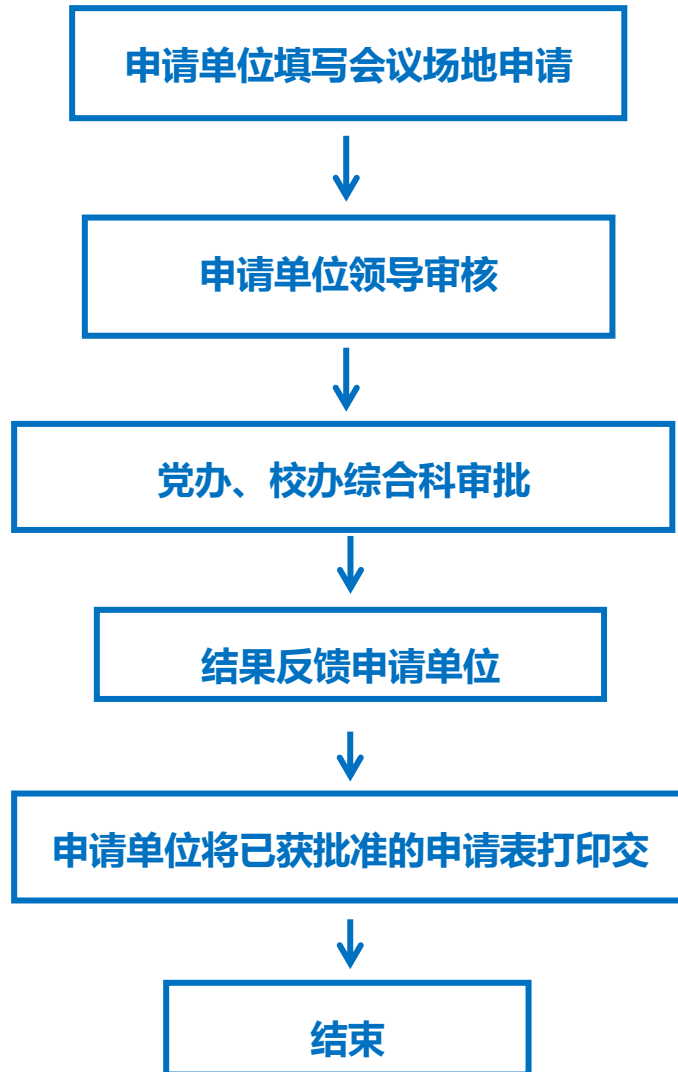 申请单位填写会议场地申请
申请单位领导审核
党办、校办综合科审批
结果反馈申请单位
申请单位将已获批准的申请表打印交
结束